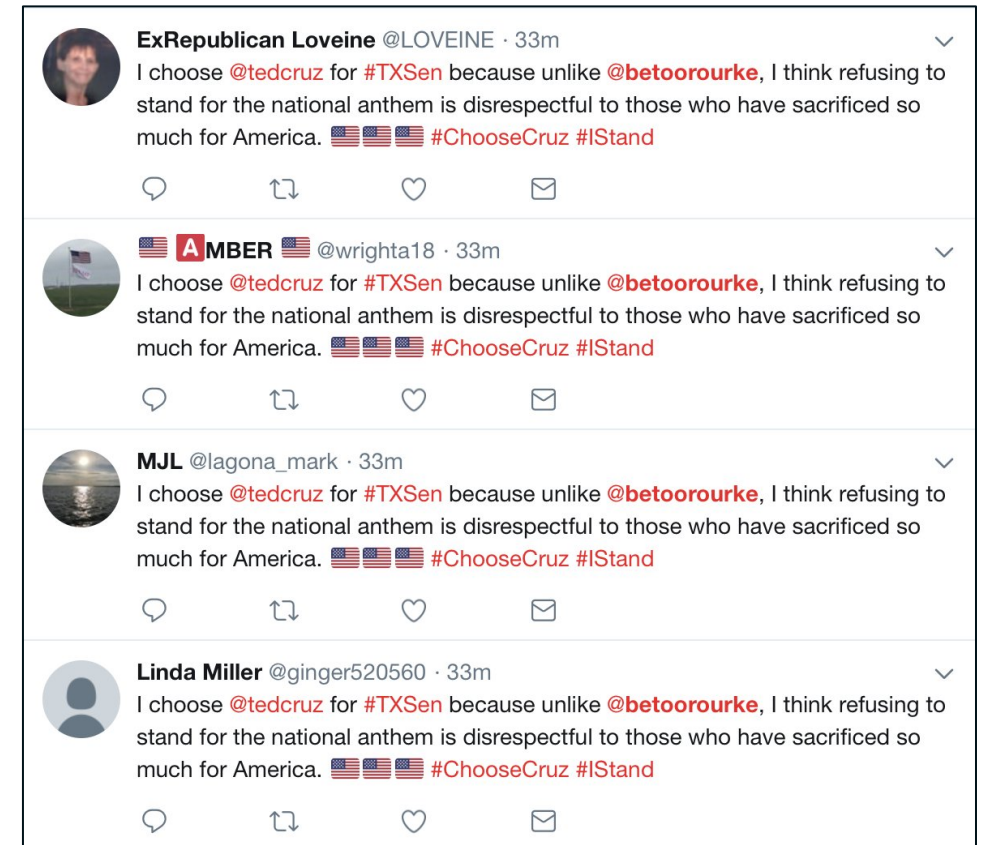 ExRepublican Loveine @LOVEINE · 33m
I choose @tedcruz for #TXSen because unlike @betoorourke, I think refusing to
stand for the national anthem is disrespectful to those who have sacrificed so
much for America. 🇺🇸🇺🇸🇺🇸 #ChooseCruz #IStand
🇺🇸 🅰MBER 🇺🇸 @wrighta18 · 33m
I choose @tedcruz for #TXSen because unlike @betoorourke, I think refusing to
stand for the national anthem is disrespectful to those who have sacrificed so
much for America. 🇺🇸🇺🇸🇺🇸 #ChooseCruz #IStand
MJL @lagona_mark · 33m
I choose @tedcruz for #TXSen because unlike @betoorourke, I think refusing to
stand for the national anthem is disrespectful to those who have sacrificed so
much for America. 🇺🇸🇺🇸🇺🇸 #ChooseCruz #IStand
Linda Miller @ginger520560 · 33m
I choose @tedcruz for #TXSen because unlike @betoorourke, I think refusing to
stand for the national anthem is disrespectful to those who have sacrificed so
much for America. 🇺🇸🇺🇸🇺🇸 #ChooseCruz #IStand